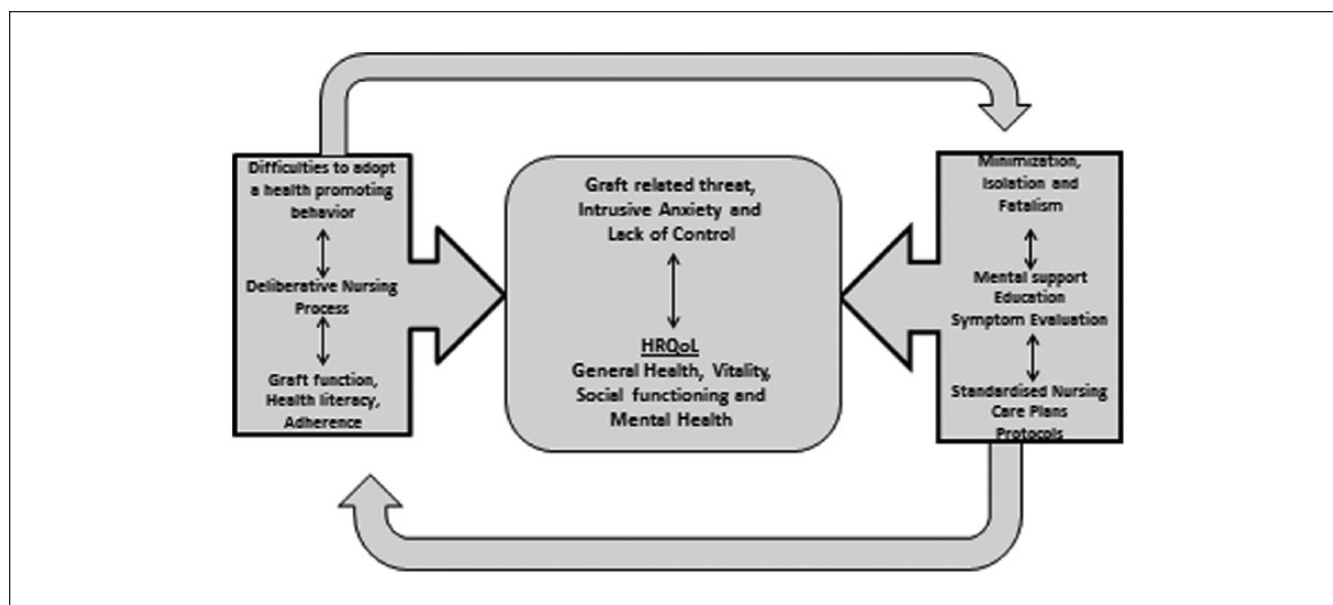 Difficulties to adopt
a health promoting
behavior
Deliberative Nursing
Process
Graft function,
Health literacy,
Adherence
Graft related threat,
Intrusive Anxiety and
Lack of Control
HRQoL
General Health, Vitality,
Social functioning and
Mental Health
Minimization,
Isolation and
Fatalism
Mental support
Education
Symptom Evaluation
Standardised Nursing
Care Plans
Protocols